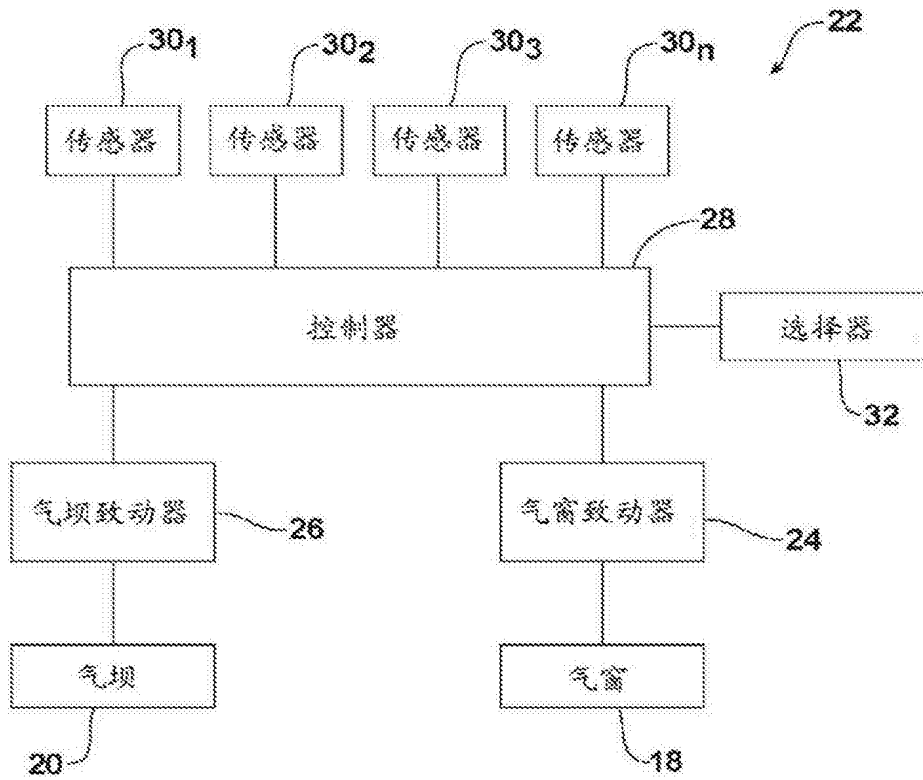 30₁ 30₂ 30₃ 30ₙ 22
传感器 传感器 传感器 传感器
28
控制器 选择器
32
气坝致动器 26 气窗致动器 24
气坝 气窗
20 18